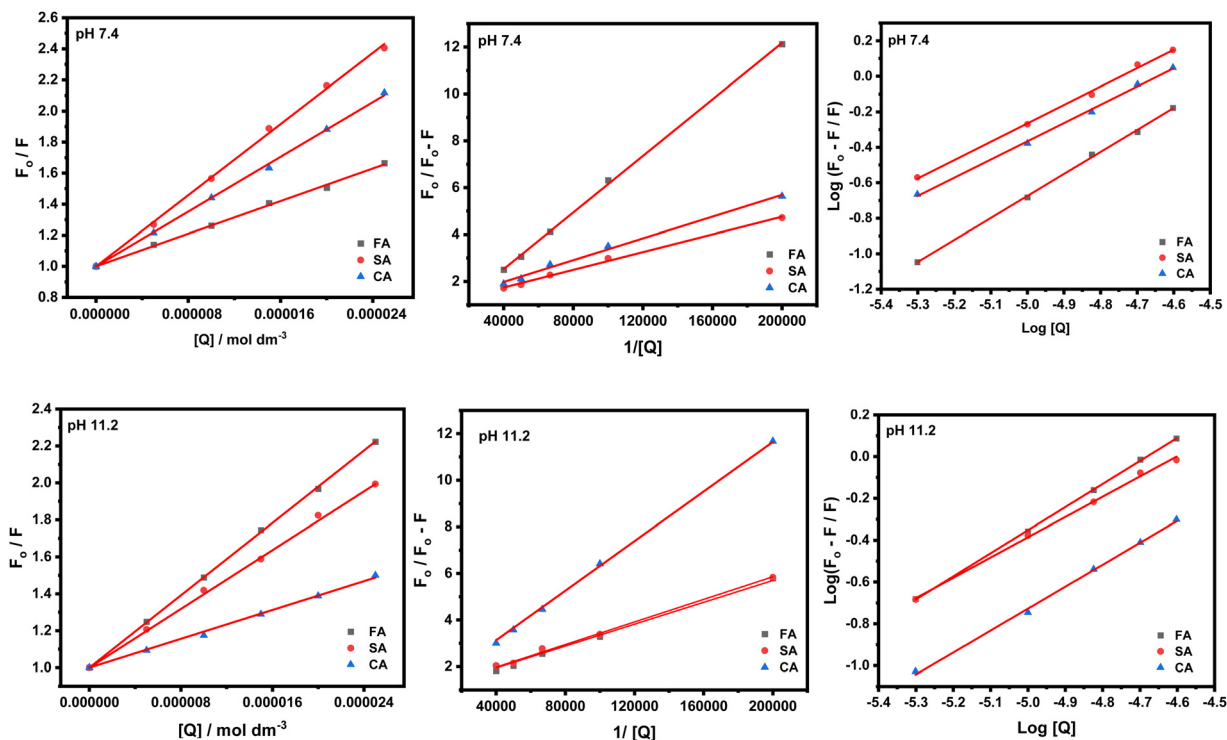 pH 7.4
F₀ / F
2.6
2.4
2.2
2.0
1.8
1.6
1.4
1.2
1.0
0.8
FA
SA
CA
0.000000 0.000008 0.000016 0.000024
[Q] / mol dm⁻³
pH 7.4
F₀ / F₀- F
12
10
8
6
4
2
FA
SA
CA
40000 80000 120000 160000 200000
1/[Q]
pH 7.4
Log (F₀ - F / F)
0.2
0.0
-0.2
-0.4
-0.6
-0.8
-1.0
-1.2
FA
SA
CA
-5.4 -5.3 -5.2 -5.1 -5.0 -4.9 -4.8 -4.7 -4.6 -4.5
Log [Q]
pH 11.2
F₀ / F
2.4
2.2
2.0
1.8
1.6
1.4
1.2
1.0
FA
SA
CA
0.000000 0.000008 0.000016 0.000024
[Q] / mol dm⁻³
pH 11.2
F₀ / F₀ - F
12
10
8
6
4
2
FA
SA
CA
40000 80000 120000 160000 200000
1/ [Q]
pH 11.2
Log(F₀ - F / F)
0.2
0.0
-0.2
-0.4
-0.6
-0.8
-1.0
FA
SA
CA
-5.4 -5.3 -5.2 -5.1 -5.0 -4.9 -4.8 -4.7 -4.6 -4.5
Log [Q]